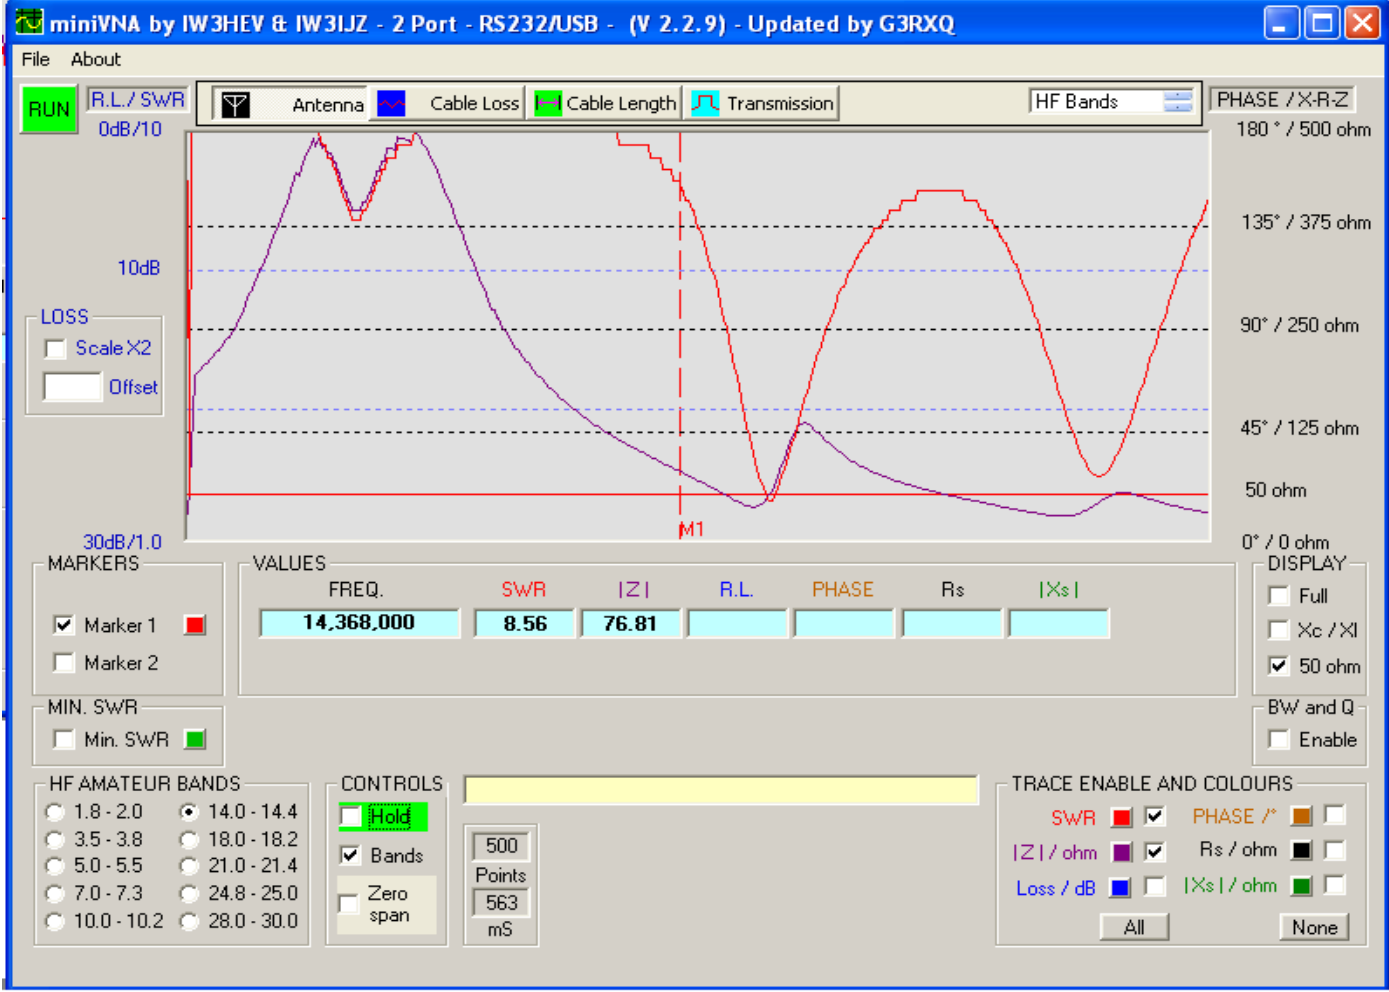 miniVNA by IW3HEV & IW3IJZ - 2 Port - RS232/USB - (V 2.2.9) - Updated by G3RXQ
File About
RUN R.L./ SWR Antenna Cable Loss Cable Length Transmission HF Bands PHASE / X-R-Z
0dB/10 180 ° / 500 ohm
135° / 375 ohm
10dB
LOSS
90° / 250 ohm
Scale X2
Offset
45° / 125 ohm
50 ohm
M1
30dB/1.0 0° / 0 ohm
MARKERS VALUES DISPLAY
FREQ. SWR |Z| R.L. PHASE Rs |Xs| Full
Marker 1 14,368,000 8.56 76.81 Xc / Xl
Marker 2 50 ohm
MIN. SWR BW and Q
Min. SWR Enable
HF AMATEUR BANDS CONTROLS TRACE ENABLE AND COLOURS
1.8 - 2.0 14.0 - 14.4 Hold SWR PHASE /°
3.5 - 3.8 18.0 - 18.2 500 |Z| / ohm Rs / ohm
5.0 - 5.5 21.0 - 21.4 Bands Points
7.0 - 7.3 24.8 - 25.0 Zero span 563 Loss / dB |Xs| / ohm
10.0 - 10.2 28.0 - 30.0 mS All None